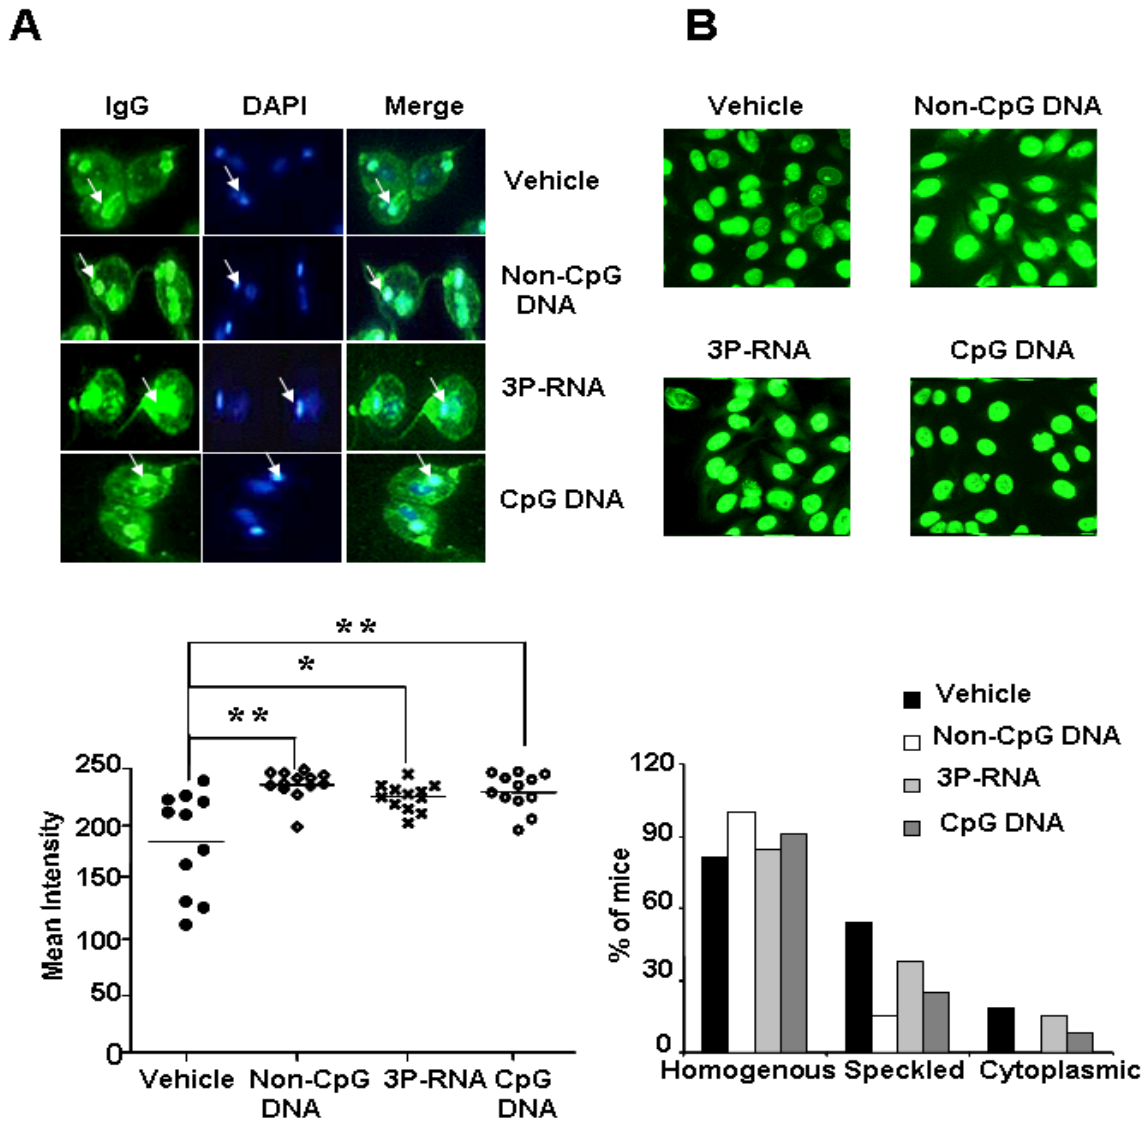 A
B
IgG DAPI Merge
Vehicle
Non-CpG
DNA
3P-RNA
CpG DNA
Vehicle Non-CpG DNA
3P-RNA CpG DNA
**
*
**
Mean Intensity
250
200
150
100
50
0
Vehicle Non-CpG 3P-RNA CpG
DNA DNA
Vehicle
Non-CpG DNA
3P-RNA
CpG DNA
% of mice
120
90
60
30
0
Homogenous Speckled Cytoplasmic